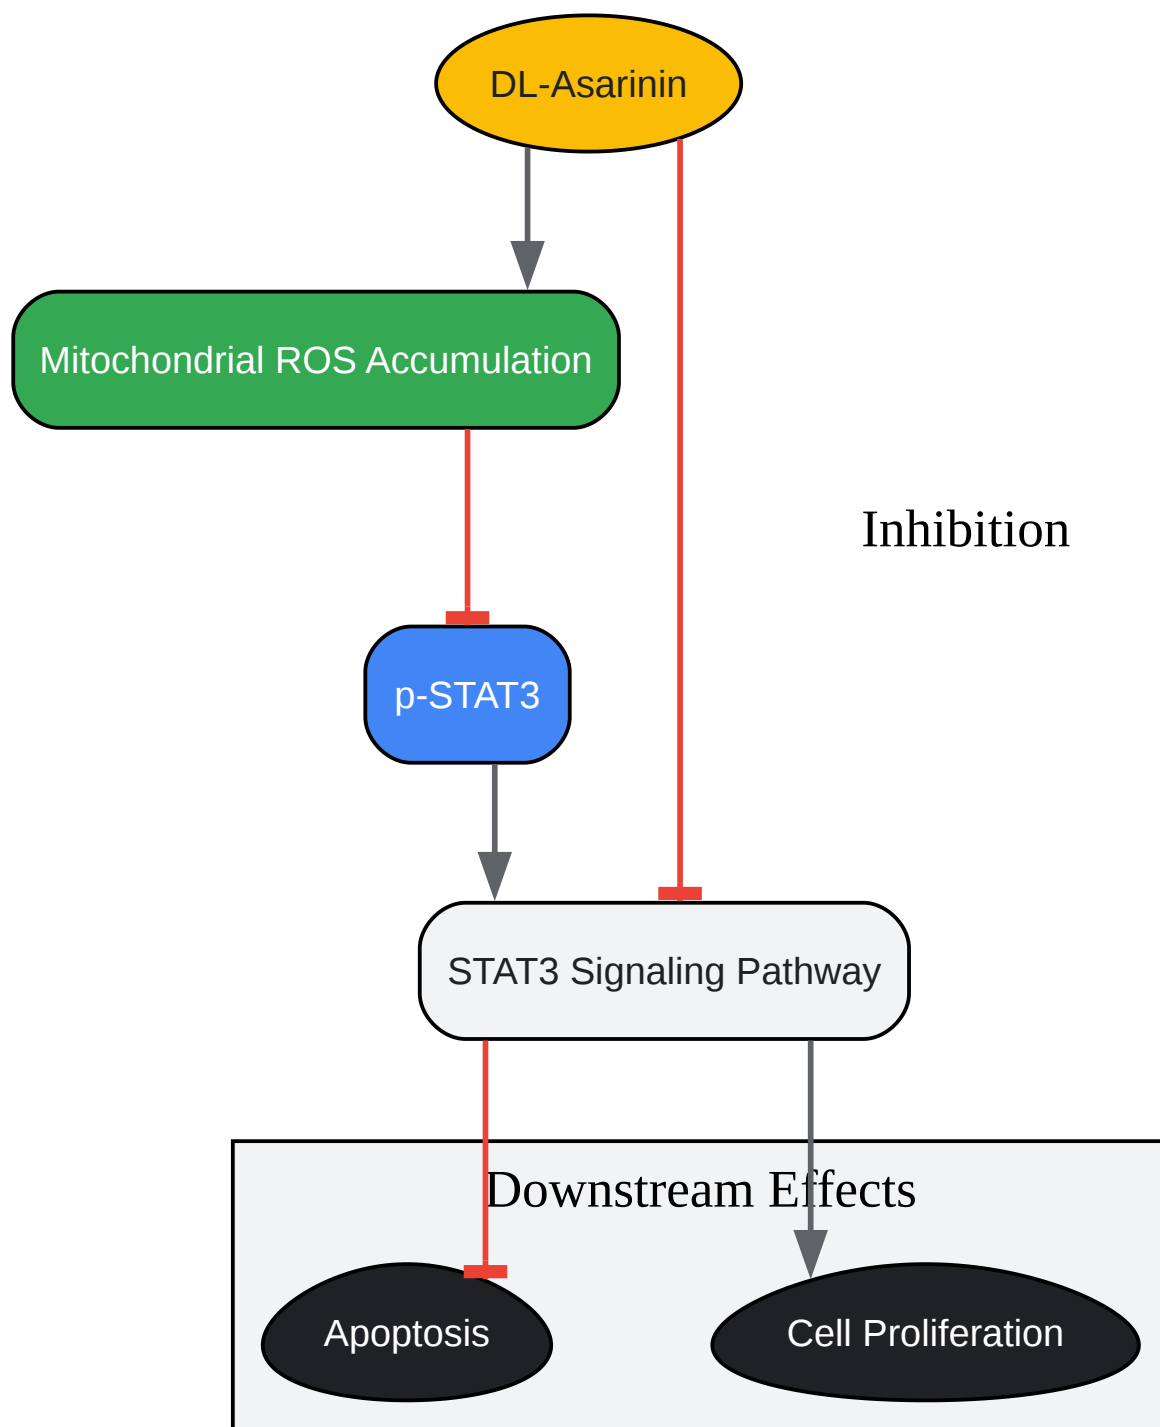 DL-Asarinin
Mitochondrial ROS Accumulation
Inhibition
p-STAT3
STAT3 Signaling Pathway
Downstream Effects
Apoptosis
Cell Proliferation